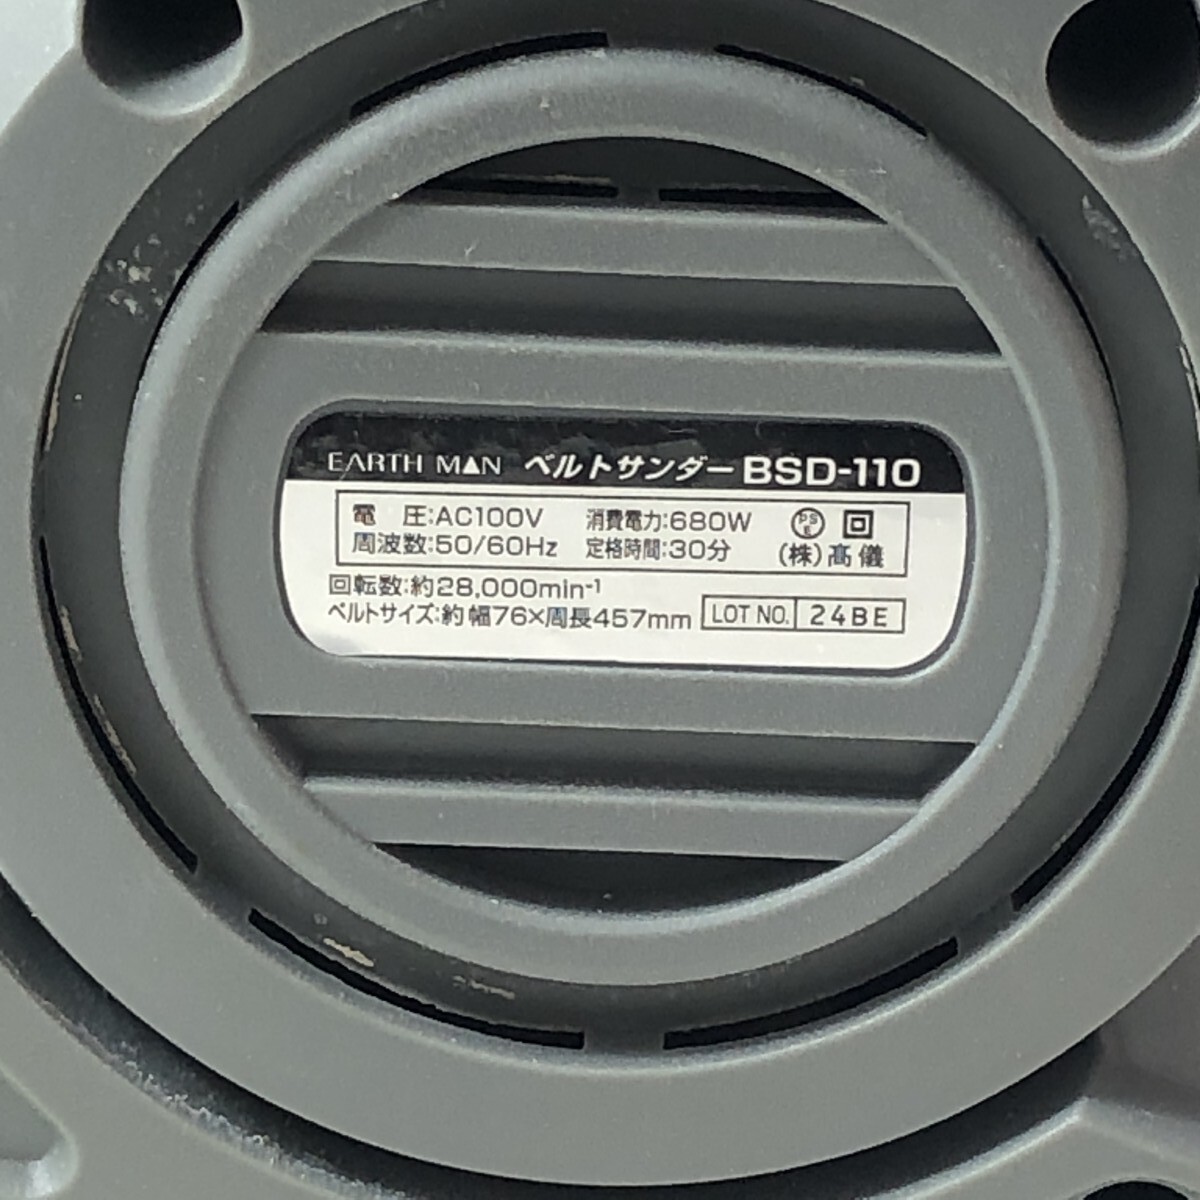 EARTH MAN ベルトサンダー BSD-110
電 圧:AC100V 消費電力:680W PSE
周波数:50/60Hz 定格時間:30分 (株)髙儀
回転数:約28,000min-1
ベルトサイズ:約 幅76×周長457mm LOT NO. 24BE